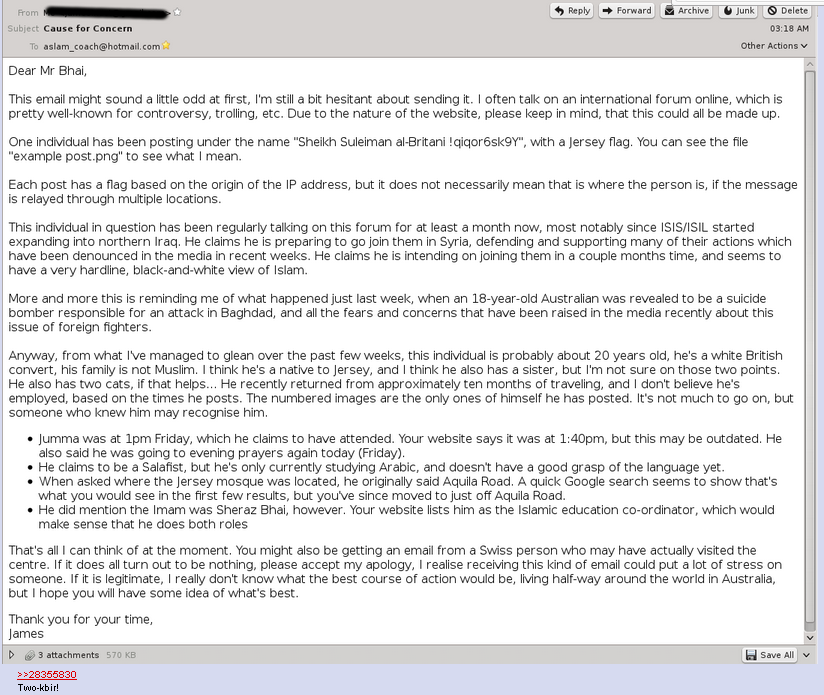 From
Reply Forward Archive Junk Delete
Subject Cause for Concern
03:18 AM
To aslam_coach@hotmail.com
Other Actions
Dear Mr Bhai,
This email might sound a little odd at first, I'm still a bit hesitant about sending it. I often talk on an international forum online, which is
pretty well-known for controversy, trolling, etc. Due to the nature of the website, please keep in mind, that this could all be made up.
One individual has been posting under the name "Sheikh Suleiman al-Britani !qiqor6sk9Y", with a Jersey flag. You can see the file
"example post.png" to see what I mean.
Each post has a flag based on the origin of the IP address, but it does not necessarily mean that is where the person is, if the message
is relayed through multiple locations.
This individual in question has been regularly talking on this forum for at least a month now, most notably since ISIS/ISIL started
expanding into northern Iraq. He claims he is preparing to go join them in Syria, defending and supporting many of their actions which
have been denounced in the media in recent weeks. He claims he is intending on joining them in a couple months time, and seems to
have a very hardline, black-and-white view of Islam.
More and more this is reminding me of what happened just last week, when an 18-year-old Australian was revealed to be a suicide
bomber responsible for an attack in Baghdad, and all the fears and concerns that have been raised in the media recently about this
issue of foreign fighters.
Anyway, from what I've managed to glean over the past few weeks, this individual is probably about 20 years old, he's a white British
convert, his family is not Muslim. I think he's a native to Jersey, and I think he also has a sister, but I'm not sure on those two points.
He also has two cats, if that helps... He recently returned from approximately ten months of traveling, and I don't believe he's
employed, based on the times he posts. The numbered images are the only ones of himself he has posted. It's not much to go on, but
someone who knew him may recognise him.
• Jumma was at 1pm Friday, which he claims to have attended. Your website says it was at 1:40pm, but this may be outdated. He
also said he was going to evening prayers again today (Friday).
• He claims to be a Salafist, but he's only currently studying Arabic, and doesn't have a good grasp of the language yet.
• When asked where the Jersey mosque was located, he originally said Aquila Road. A quick Google search seems to show that's
what you would see in the first few results, but you've since moved to just off Aquila Road.
• He did mention the Imam was Sheraz Bhai, however. Your website lists him as the Islamic education co-ordinator, which would
make sense that he does both roles
That's all I can think of at the moment. You might also be getting an email from a Swiss person who may have actually visited the
centre. If it does all turn out to be nothing, please accept my apology, I realise receiving this kind of email could put a lot of stress on
someone. If it is legitimate, I really don't know what the best course of action would be, living half-way around the world in Australia,
but I hope you will have some idea of what's best.
Thank you for your time,
James
3 attachments 570 KB
Save All
>>28355830
Two-kbir!